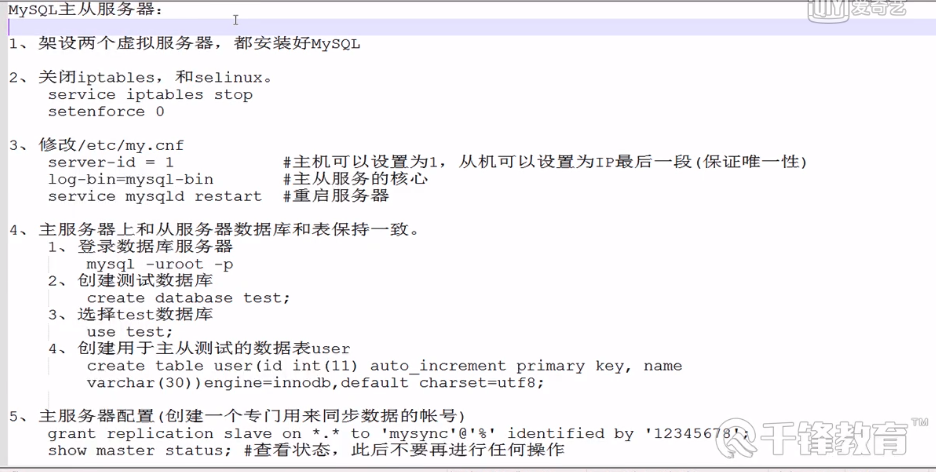 MySQL主从服务器:
爱奇艺
1、架设两个虚拟服务器，都安装好MySQL
2、关闭iptables，和selinux。
service iptables stop
setenforce 0
3、修改/etc/my.cnf
server-id = 1 #主机可以设置为1，从机可以设置为IP最后一段(保证唯一性)
log-bin=mysql-bin #主从服务的核心
service mysqld restart #重启服务器
4、主服务器上和从服务器数据库和表保持一致。
1、登录数据库服务器
mysql -uroot -p
2、创建测试数据库
create database test;
3、选择test数据库
use test;
4、创建用于主从测试的数据表user
create table user(id int(11) auto_increment primary key, name
varchar(30))engine=innodb,default charset=utf8;
5、主服务器配置(创建一个专门用来同步数据的帐号)
grant replication slave on *.* to 'mysync'@'%' identified by '12345678';
show master status; #查看状态，此后不要再进行任何操作
千锋教育™